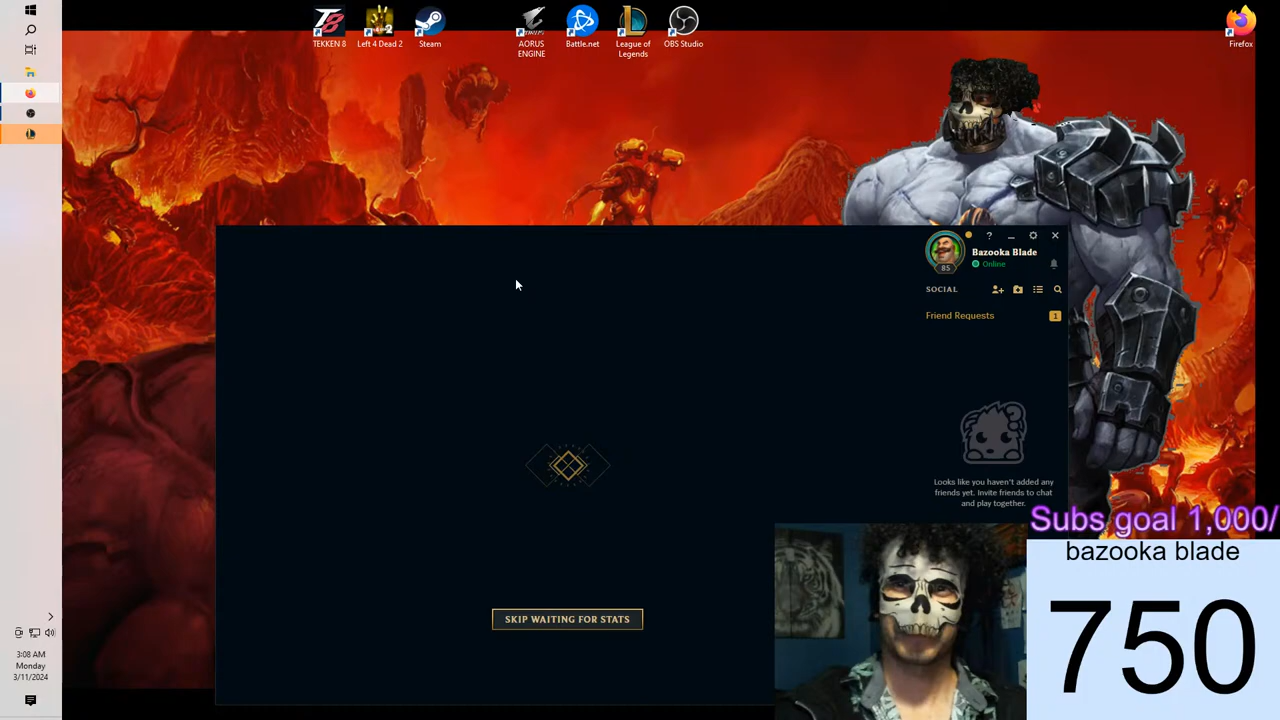 TEKKEN 8
Left 4 Dead 2
Steam
AORUS
ENGINE
Battle.net
League of
Legends
OBS Studio
Firefox
Bazooka Blade
Online
85
SOCIAL
Friend Requests
1
Looks like you haven't added any
friends yet. Invite friends to chat
and play together.
SKIP WAITING FOR STATS
Subs goal 1,000/
bazooka blade
750
3:08 AM
Monday
3/11/2024